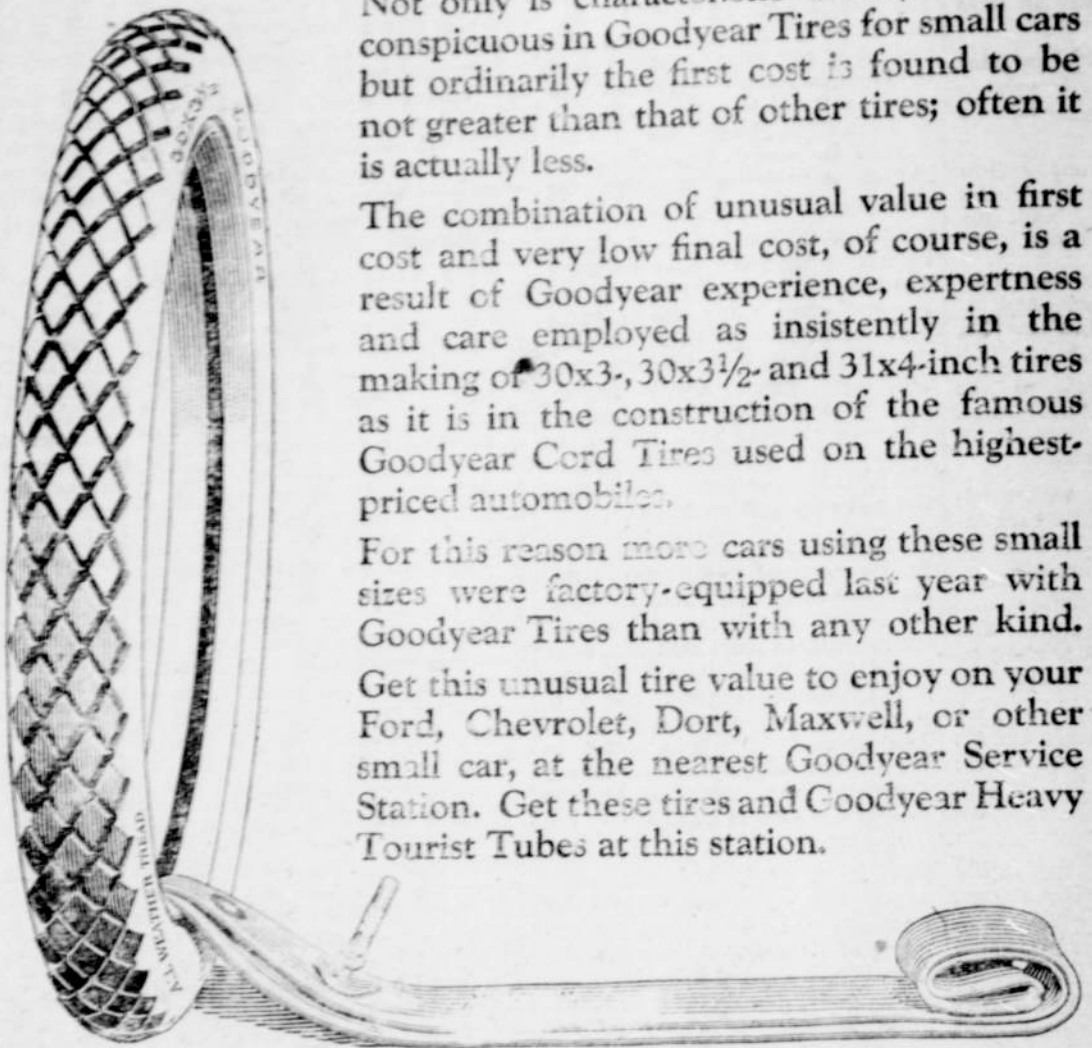 Not only is
conspicuous in Goodyear Tires for small cars
but ordinarily the first cost is found to be
not greater than that of other tires; often it
is actually less.
The combination of unusual value in first
cost and very low final cost, of course, is a
result of Goodyear experience, expertness
and care employed as insistently in the
making of 30x3-, 30x3½- and 31x4-inch tires
as it is in the construction of the famous
Goodyear Cord Tires used on the highest-
priced automobiles.
For this reason more cars using these small
sizes were factory-equipped last year with
Goodyear Tires than with any other kind.
Get this unusual tire value to enjoy on your
Ford, Chevrolet, Dort, Maxwell, or other
small car, at the nearest Goodyear Service
Station. Get these tires and Goodyear Heavy
Tourist Tubes at this station.
30x3½
GOODYEAR
ALL WEATHER TREAD